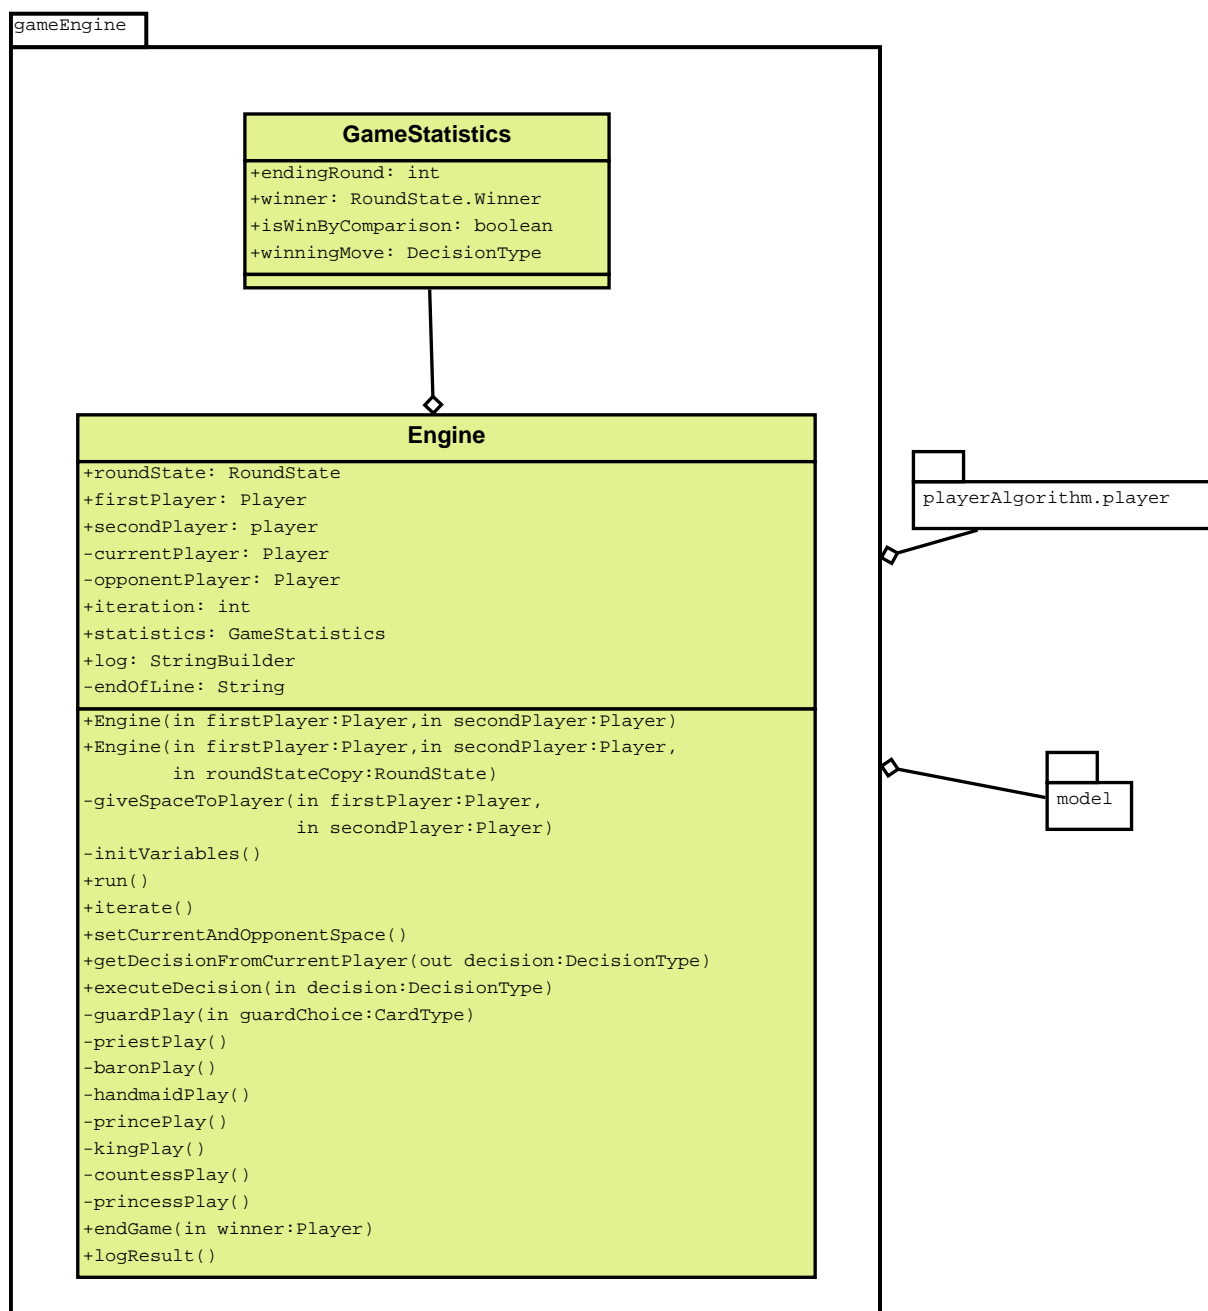 gameEngine
GameStatistics
+endingRound: int
+winner: RoundState.Winner
+isWinByComparison: boolean
+winningMove: DecisionType
Engine
+roundState: RoundState
+firstPlayer: Player
+secondPlayer: player
-currentPlayer: Player
-opponentPlayer: Player
+iteration: int
+statistics: GameStatistics
+log: StringBuilder
-endOfLine: String
+Engine(in firstPlayer:Player,in secondPlayer:Player)
+Engine(in firstPlayer:Player,in secondPlayer:Player,
in roundStateCopy:RoundState)
-giveSpaceToPlayer(in firstPlayer:Player,
in secondPlayer:Player)
-initVariables()
+run()
+iterate()
+setCurrentAndOpponentSpace()
+getDecisionFromCurrentPlayer(out decision:DecisionType)
+executeDecision(in decision:DecisionType)
-guardPlay(in guardChoice:CardType)
-priestPlay()
-baronPlay()
-handmaidPlay()
-princePlay()
-kingPlay()
-countessPlay()
-princessPlay()
+endGame(in winner:Player)
+logResult()
playerAlgorithm.player
model